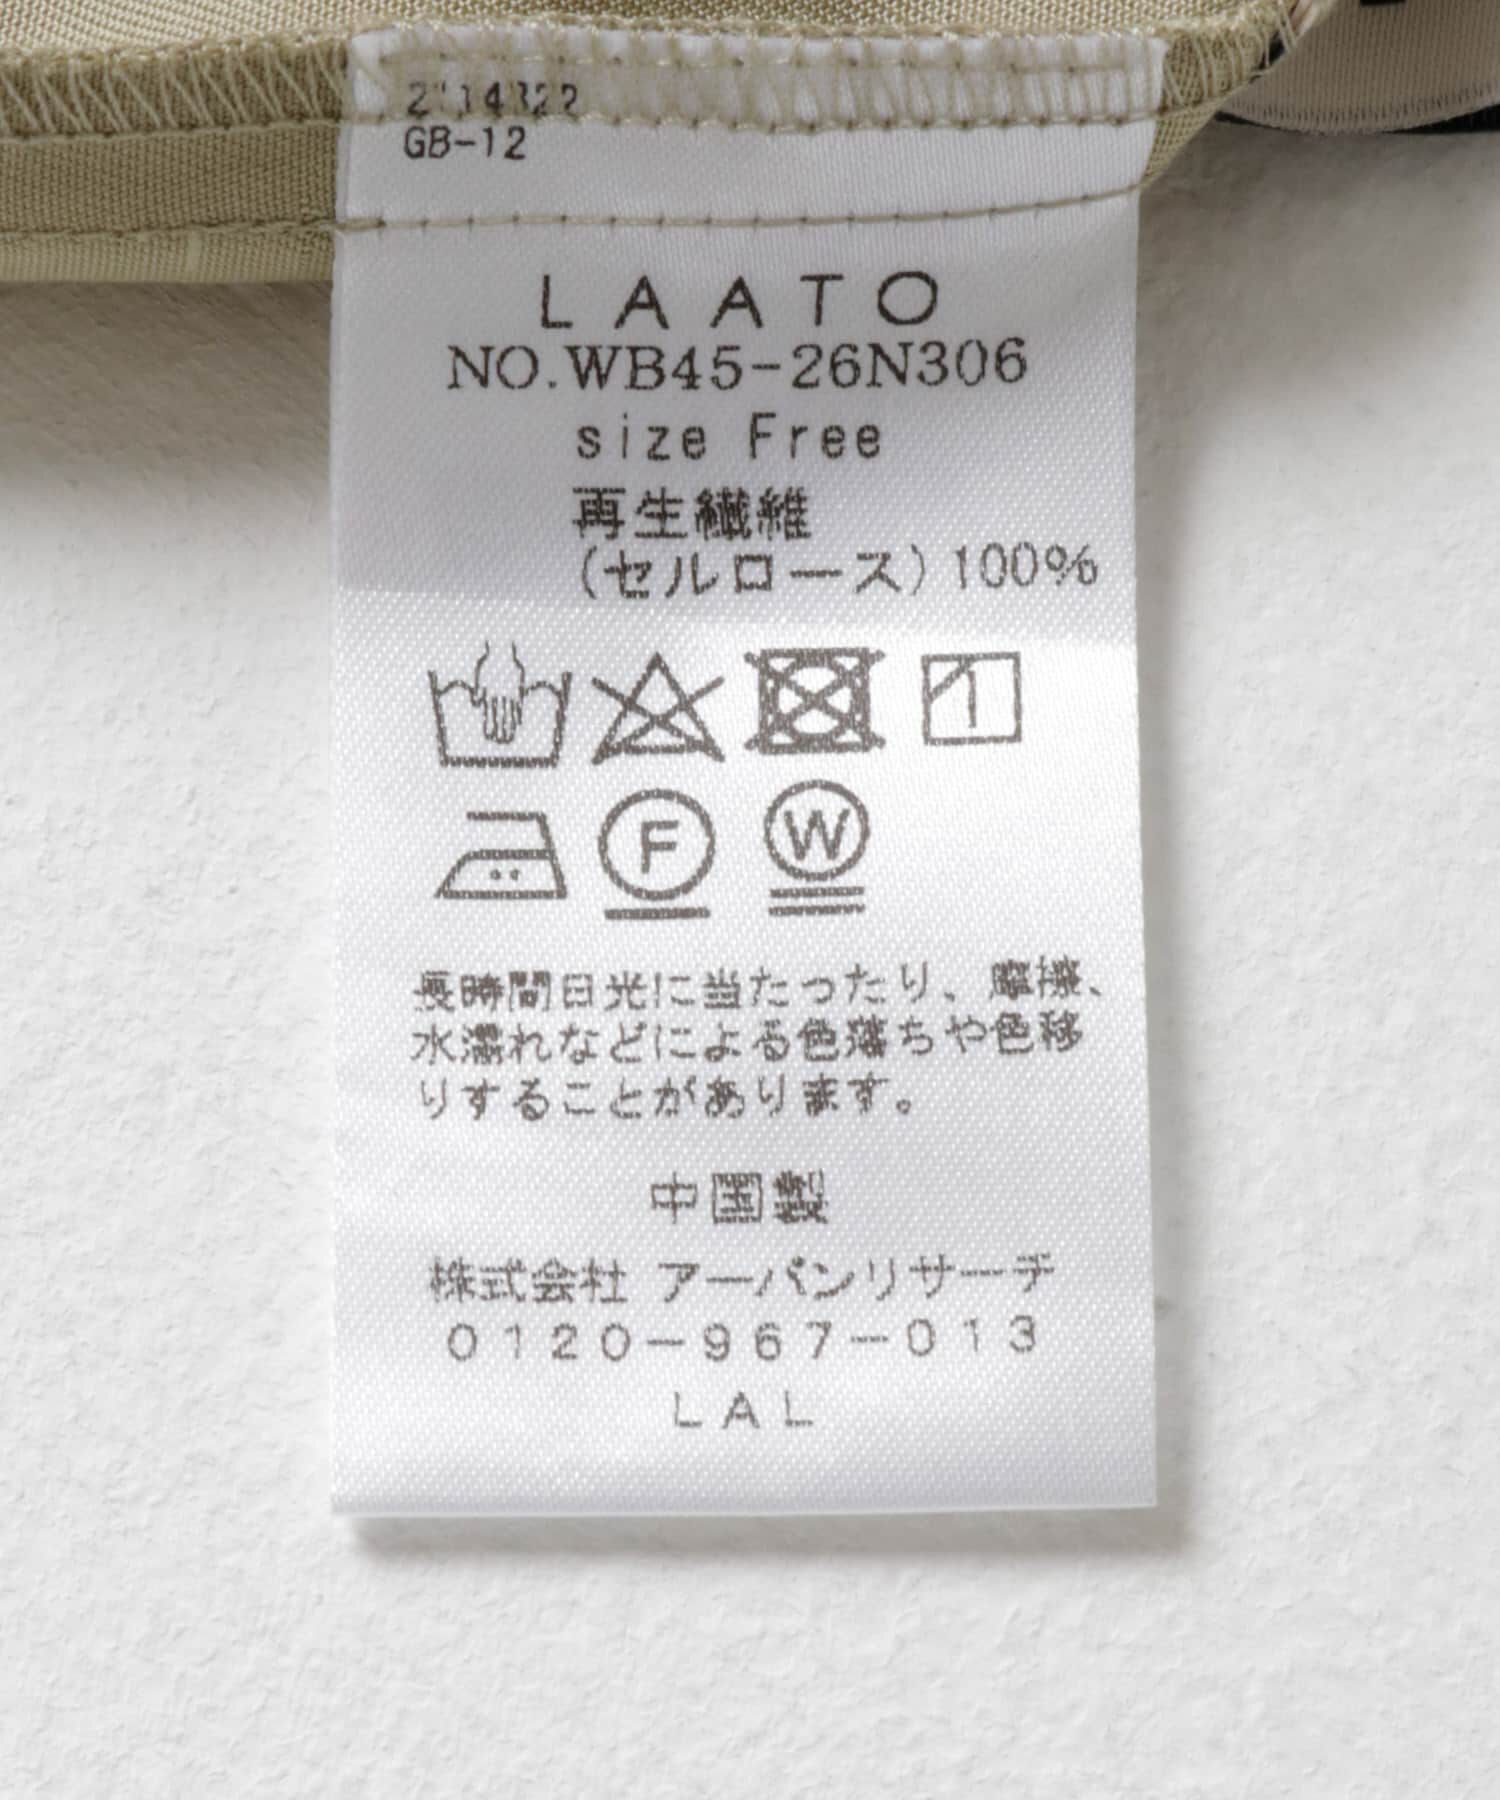 GB-12
LAATO
NO.WB45-26N306
size Free
再生繊維
(セルロース)100%
1
F
W
長時間日光に当たったり、摩擦、
水濡れなどによる色落ちや色移
りすることがあります。
中国製
株式会社 アーバンリサーチ
0120-967-013
LAL